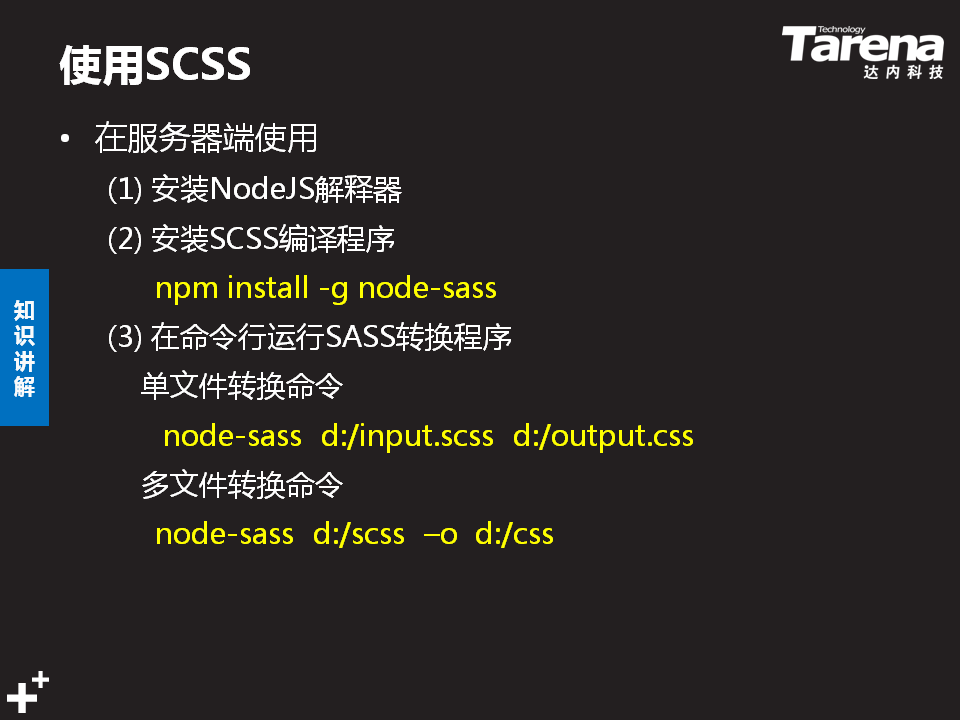 使用SCSS
Technology
Tarena
达内科技
• 在服务器端使用
(1) 安装NodeJS解释器
(2) 安装SCSS编译程序
npm install -g node-sass
(3) 在命令行运行SASS转换程序
单文件转换命令
node-sass d:/input.scss d:/output.css
多文件转换命令
node-sass d:/scss –o d:/css
知识讲解